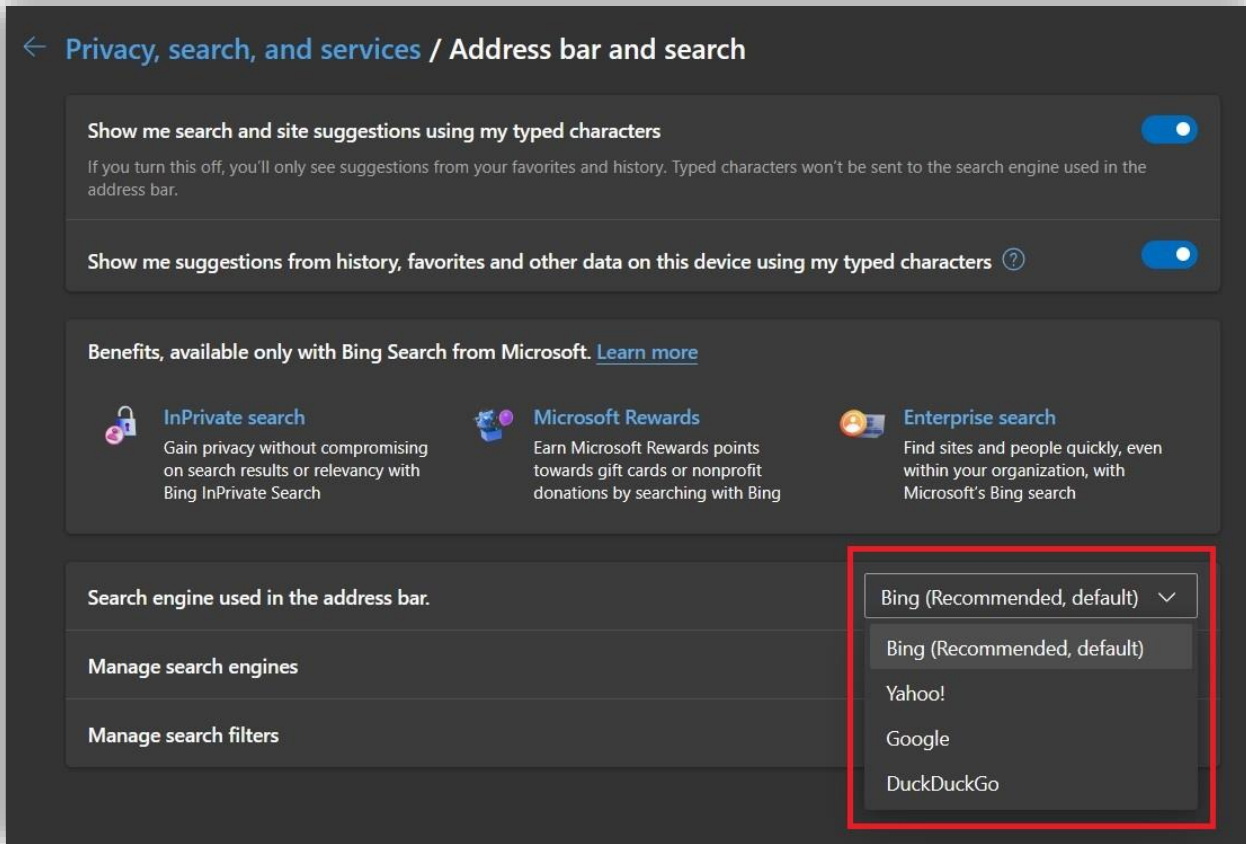 Privacy, search, and services / Address bar and search
Show me search and site suggestions using my typed characters
If you turn this off, you'll only see suggestions from your favorites and history. Typed characters won't be sent to the search engine used in the
address bar.
Show me suggestions from history, favorites and other data on this device using my typed characters
Benefits, available only with Bing Search from Microsoft. Learn more
InPrivate search
Gain privacy without compromising
on search results or relevancy with
Bing InPrivate Search
Microsoft Rewards
Earn Microsoft Rewards points
towards gift cards or nonprofit
donations by searching with Bing
Enterprise search
Find sites and people quickly, even
within your organization, with
Microsoft's Bing search
Search engine used in the address bar.
Bing (Recommended, default)
Manage search engines
Manage search filters
Bing (Recommended, default)
Yahoo!
Google
DuckDuckGo